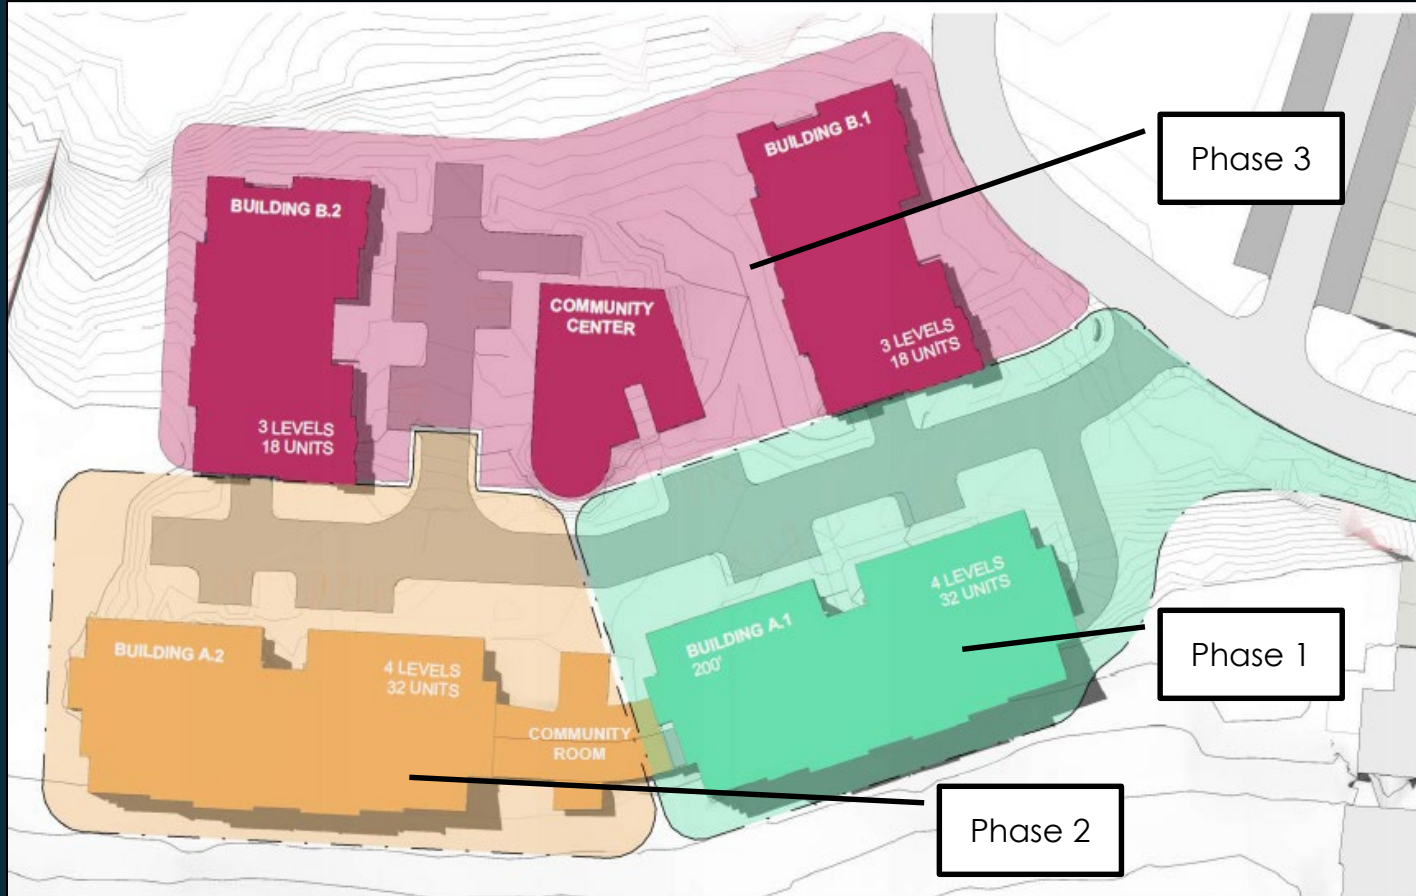 BUILDING B.1
Phase 3
BUILDING B.2
COMMUNITY
CENTER
3 LEVELS
18 UNITS
3 LEVELS
18 UNITS
4 LEVELS
32 UNITS
BUILDING A.1
200'
Phase 1
BUILDING A.2
4 LEVELS
32 UNITS
COMMUNITY
ROOM
Phase 2